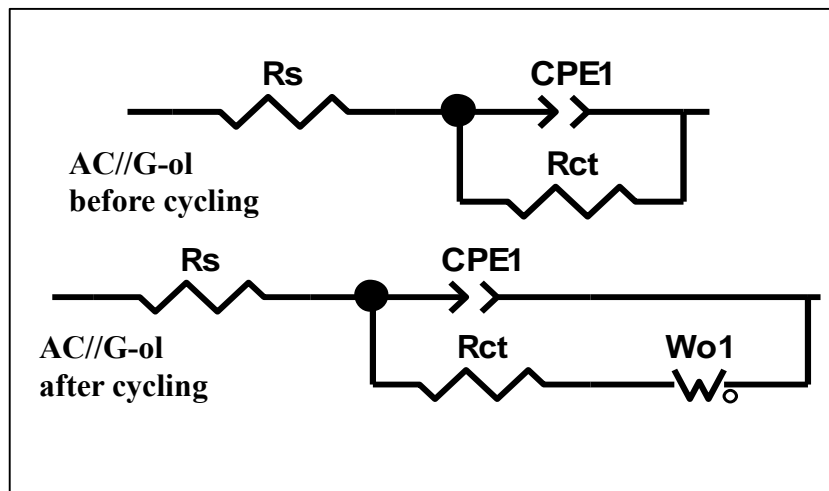 Rs
CPE1
AC//G-ol
before cycling
Rct
Rs
CPE1
AC//G-ol
after cycling
Rct
Wo1